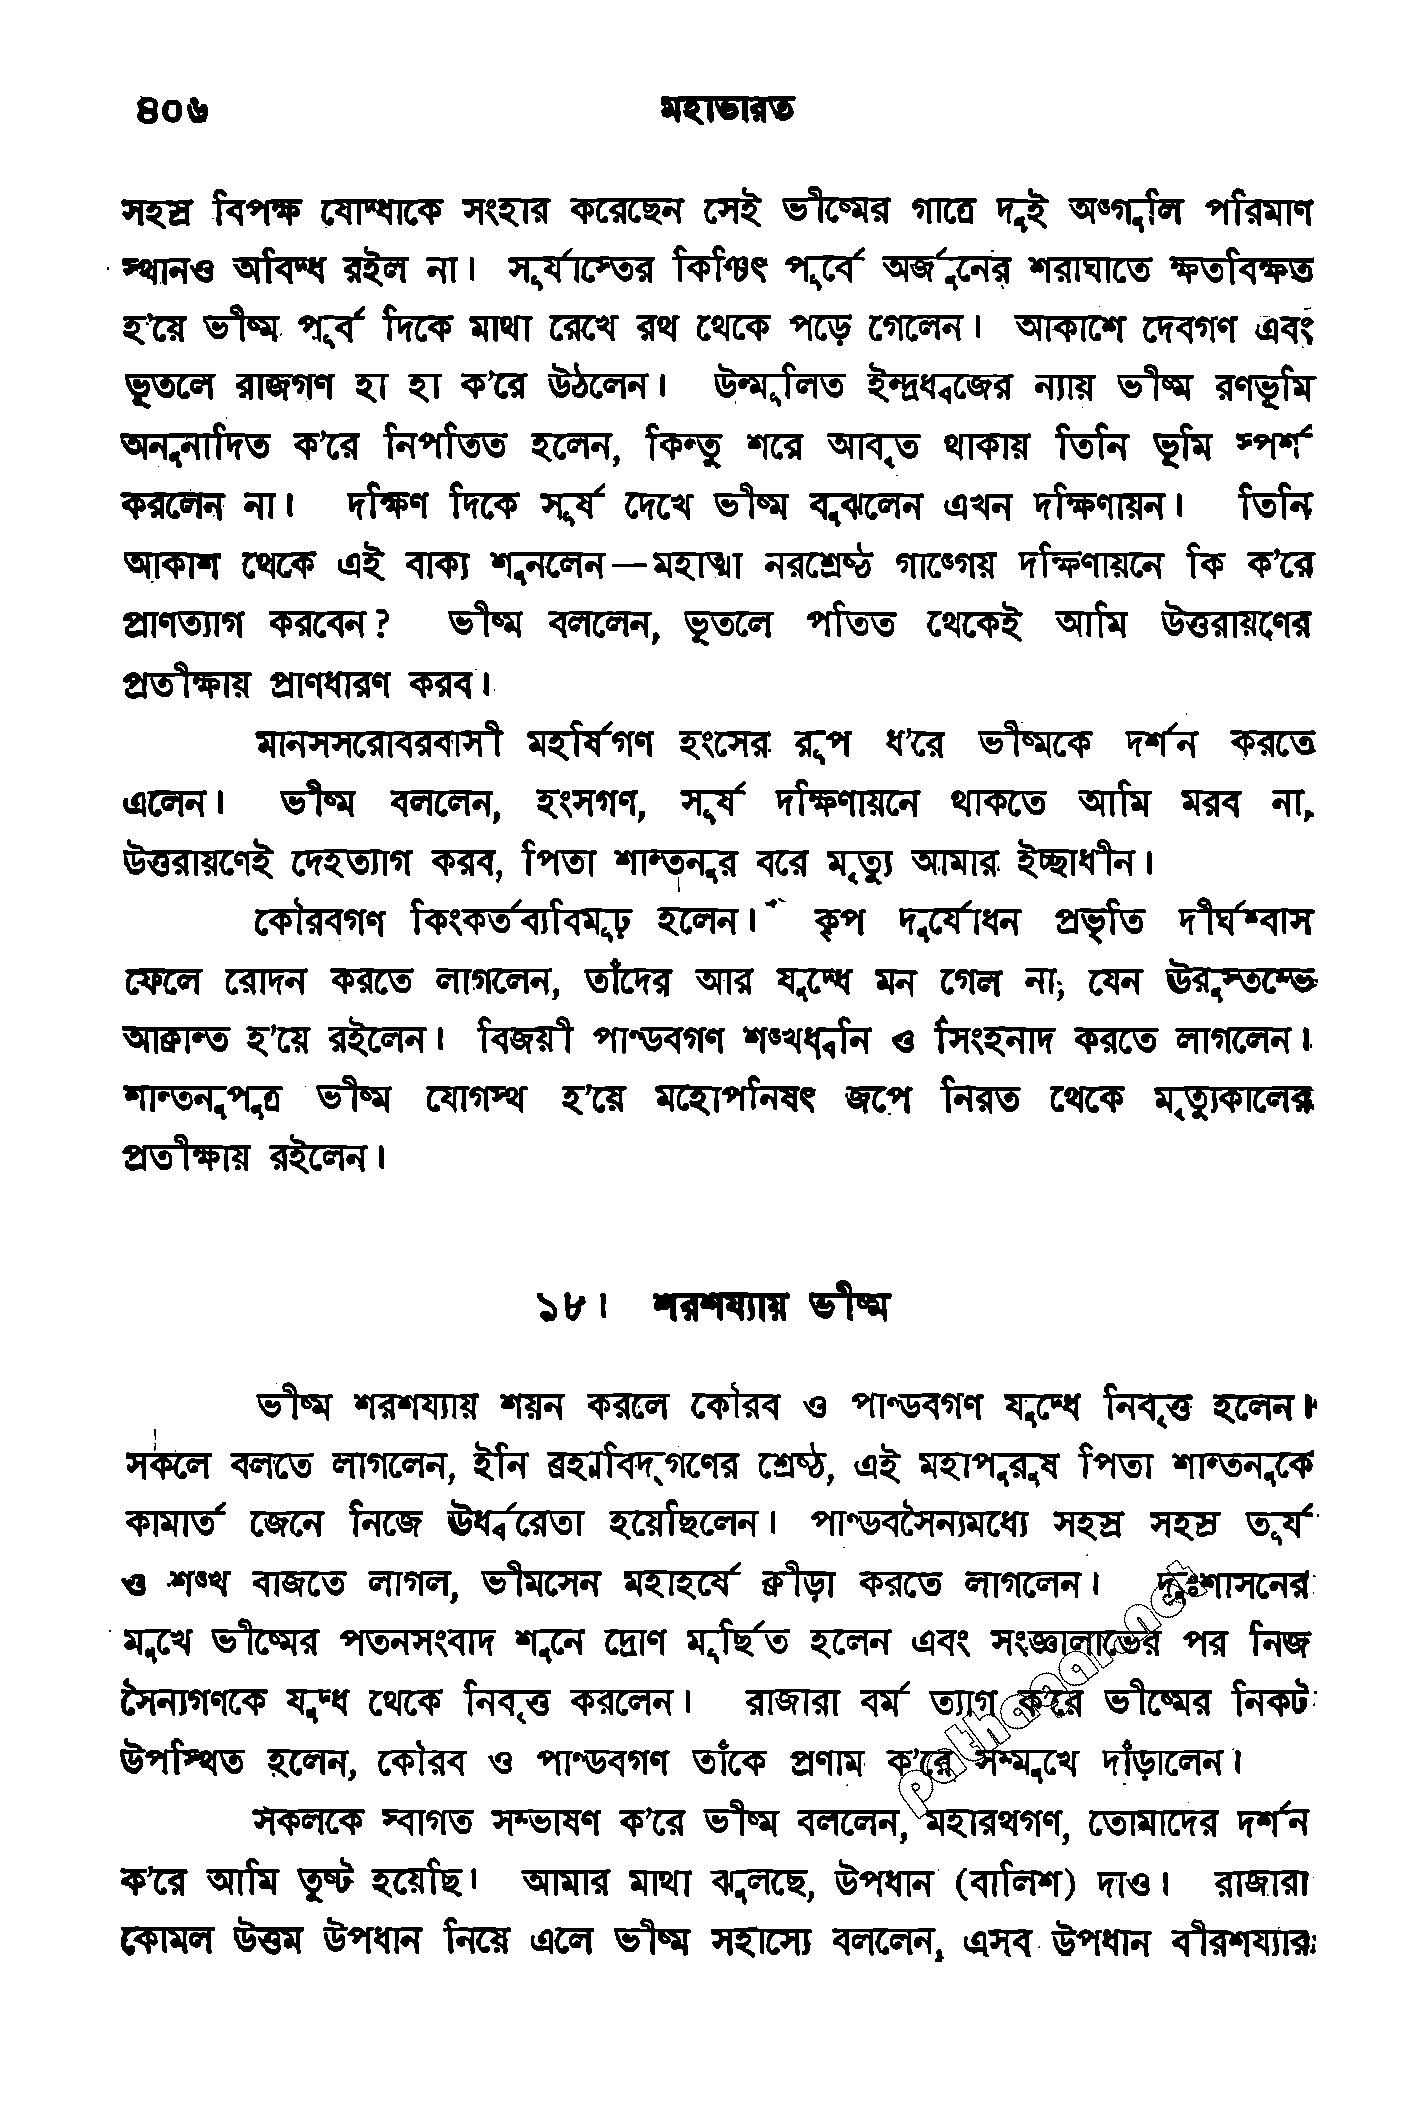 ৪০৬ মহাভারত
সহস্র বিপক্ষ যোদ্ধাকে সংহার করেছেন সেই ভীষ্মের গাত্রে দুই অঙ্গুলি পরিমাণ
স্থানও অবিদ্ধ রইল না। সূর্যাস্তের কিঞ্চিৎ পূর্বে অর্জুনের শরাঘাতে ক্ষতবিক্ষত
হ’য়ে ভীষ্ম পূর্ব দিকে মাথা রেখে রথ থেকে পড়ে গেলেন। আকাশে দেবগণ এবং
ভূতলে রাজগণ হা হা ক’রে উঠলেন। উন্মূলিত ইন্দ্রধ্বজের ন্যায় ভীষ্ম রণভূমি
অনুনাদিত ক’রে নিপতিত হলেন, কিন্তু শরে আবৃত থাকায় তিনি ভূমি স্পর্শ
করলেন না। দক্ষিণ দিকে সূর্য দেখে ভীষ্ম বুঝলেন এখন দক্ষিণায়ন। তিনি
আকাশ থেকে এই বাক্য শুনলেন—মহাত্মা নরশ্রেষ্ঠ গাঙ্গেয় দক্ষিণায়নে কি ক’রে
প্রাণত্যাগ করবেন? ভীষ্ম বললেন, ভূতলে পতিত থেকেই আমি উত্তরায়ণের
প্রতীক্ষায় প্রাণধারণ করব।
মানসসরোবরবাসী মহর্ষিগণ হংসের রূপ ধ’রে ভীষ্মকে দর্শন করতে
এলেন। ভীষ্ম বললেন, হংসগণ, সূর্য দক্ষিণায়নে থাকতে আমি মরব না,
উত্তরায়ণেই দেহত্যাগ করব, পিতা শান্তনুর বরে মৃত্যু আমার ইচ্ছাধীন।
কৌরবগণ কিংকর্তব্যবিমূঢ় হলেন। কৃপ দুর্যোধন প্রভৃতি দীর্ঘশ্বাস
ফেলে রোদন করতে লাগলেন, তাঁদের আর যুদ্ধে মন গেল না; যেন ঊরুস্তম্ভে
আক্রান্ত হ’য়ে রইলেন। বিজয়ী পাণ্ডবগণ শঙ্খধ্বনি ও সিংহনাদ করতে লাগলেন।
শান্তনুপুত্র ভীষ্ম যোগস্থ হ’য়ে মহোপনিষৎ জপে নিরত থেকে মৃত্যুকালের
প্রতীক্ষায় রইলেন।
১৮। শরশয্যায় ভীষ্ম
ভীষ্ম শরশয্যায় শয়ন করলে কৌরব ও পাণ্ডবগণ যুদ্ধে নিবৃত্ত হলেন।
সকলে বলতে লাগলেন, ইনি ব্রহ্মবিদ্‌গণের শ্রেষ্ঠ, এই মহাপুরুষ পিতা শান্তনুকে
কামার্ত জেনে নিজে ঊর্ধ্বরেতা হয়েছিলেন। পাণ্ডবসৈন্যমধ্যে সহস্র সহস্র তূর্য
ও শঙ্খ বাজতে লাগল, ভীমসেন মহাহর্ষে ক্রীড়া করতে লাগলেন। দুঃশাসনের
মুখে ভীষ্মের পতনসংবাদ শুনে দ্রোণ মূর্ছিত হলেন এবং সংজ্ঞালাভের পর নিজ
সৈন্যগণকে যুদ্ধ থেকে নিবৃত্ত করলেন। রাজারা বর্ম ত্যাগ ক’রে ভীষ্মের নিকট
উপস্থিত হলেন, কৌরব ও পাণ্ডবগণ তাঁকে প্রণাম ক’রে সম্মুখে দাঁড়ালেন।
সকলকে স্বাগত সম্ভাষণ ক’রে ভীষ্ম বললেন, মহারথগণ, তোমাদের দর্শন
ক’রে আমি তুষ্ট হয়েছি। আমার মাথা ঝুলছে, উপধান (বালিশ) দাও। রাজারা
কোমল উত্তম উপধান নিয়ে এলে ভীষ্ম সহাস্যে বললেন, এসব উপধান বীরশয্যার
pathagar.net